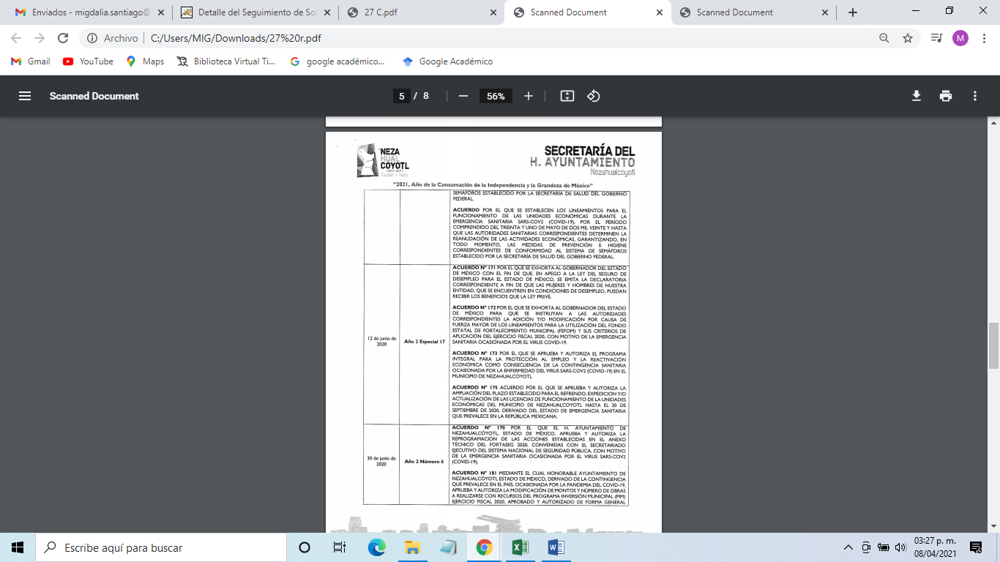 Enviados - migdalia.santiago@
Detalle del Seguimiento de Sol
27 C.pdf
Scanned Document
Scanned Document
Archivo
C:/Users/MIG/Downloads/27%20r.pdf
M
Gmail
YouTube
Maps
Biblioteca Virtual Ti...
google académico...
Google Académico
Scanned Document
5 / 8
56%
NEZA
HUAL
COYOTL
SECRETARÍA DEL
H. AYUNTAMIENTO
Nezahualcoyotl
"2021, Año de la Consumación de la Independencia y la Grandeza de México"
SEMÁFOROS ESTABLECIDO POR LA SECRETARIA DE SALUD DEL GOBIERNO
FEDERAL.
ACUERDO POR EL QUE SE ESTABLECEN LOS LINEAMIENTOS PARA EL
FUNCIONAMIENTO DE LAS UNIDADES ECONÓMICAS DURANTE LA
EMERGENCIA SANITARIA SARS-COV2 (COVID-19), POR EL PERÍODO
COMPRENDIDO DEL TREINTA Y UNO DE MAYO DE DOS MIL VEINTE Y HASTA
QUE LAS AUTORIDADES SANITARIAS CORRESPONDIENTES DETERMINEN LA
REANUDACIÓN DE LAS ACTIVIDADES ECONÓMICAS, GARANTIZANDO, EN
TODO MOMENTO, LAS MEDIDAS DE PREVENCIÓN E HIGIENE
CORRESPONDIENTES DE CONFORMIDAD AL SISTEMA DE SEMÁFOROS
ESTABLECIDO POR LA SECRETARÍA DE SALUD DEL GOBIERNO FEDERAL.
12 de junio de
2020
Año 2 Especial 17
ACUERDO N° 171 POR EL QUE SE EXHORTA AL GOBERNADOR DEL ESTADO
DE MÉXICO CON EL FIN DE QUE, EN APEGO A LA LEY DEL SEGURO DE
DESEMPLEO PARA EL ESTADO DE MÉXICO, SE EMITA LA DECLARATORIA
CORRESPONDIENTE A FIN DE QUE LAS MUJERES Y HOMBRES DE NUESTRA
ENTIDAD, QUE SE ENCUENTREN EN CONDICIONES DE DESEMPLEO, PUEDAN
RECIBIR LOS BENEFICIOS QUE LA LEY PREVÉ.
ACUERDO N° 172 POR EL QUE SE EXHORTA AL GOBERNADOR DEL ESTADO
DE MÉXICO PARA QUE SE INSTRUYAN A LAS AUTORIDADES
CORRESPONDIENTES LA ADICIÓN Y/O MODIFICACIÓN POR CAUSA DE
FUERZA MAYOR DE LOS LINEAMIENTOS PARA LA UTILIZACIÓN DEL FONDO
ESTATAL DE FORTALECIMIENTO MUNICIPAL (FEFOM) Y SUS CRITERIOS DE
APLICACIÓN DEL EJERCICIO FISCAL 2020, CON MOTIVO DE LA EMERGENCIA
SANITARIA OCASIONADA POR EL VIRUS COVID-19.
ACUERDO N° 173 POR EL QUE SE APRUEBA Y AUTORIZA EL PROGRAMA
INTEGRAL PARA LA PROTECCIÓN AL EMPLEO Y LA REACTIVACIÓN
ECONÓMICA COMO CONSECUENCIA DE LA CONTINGENCIA SANITARIA
OCASIONADA POR LA ENFERMEDAD DEL VIRUS SARS-COV2 (COVID-19) EN EL
MUNICIPIO DE NEZAHUALCÓYOTL
ACUERDO N° 175 ACUERDO POR EL QUE SE APRUEBA Y AUTORIZA LA
AMPLIACIÓN DEL PLAZO ESTABLECIDO PARA EL REFRENDO, EXPEDICIÓN Y/O
ACTUALIZACIÓN DE LAS LICENCIAS DE FUNCIONAMIENTO DE LA UNIDADES
ECONÓMICAS DEL MUNICIPIO DE NEZAHUALCOYOTL HASTA EL 30 DE
SEPTIEMBRE DE 2020, DERIVADO DEL ESTADO DE EMERGENCIA SANITARIA
QUE PREVALECE EN LA REPÚBLICA MEXICANA.
30 de junio de
2020
Año 2 Número 6
ACUERDO N° 170 POR EL QUE EL H. AYUNTAMIENTO DE
NEZAHUALCÓYOTL, ESTADO DE MÉXICO, APRUEBA Y AUTORIZA LA
REPROGRAMACIÓN DE LAS ACCIONES ESTABLECIDAS EN EL ANEXO
TÉCNICO DEL FORTASEG 2020, CONVENIDAS CON EL SECRETARIADO
EJECUTIVO DEL SISTEMA NACIONAL DE SEGURIDAD PÚBLICA, CON MOTIVO
DE LA EMERGENCIA SANITARIA OCASIONADA POR EL VIRUS SARS-COV2
(COVID-19).
ACUERDO N° 181 MEDIANTE EL CUAL HONORABLE AYUNTAMIENTO DE
NEZAHUALCÓYOTL ESTADO DE MÉXICO, DERIVADO DE LA CONTINGENCIA
QUE PREVALECE EN EL PAÍS, OCASIONADA POR LA PANDEMIA DEL COVID-19,
APRUEBA Y AUTORIZA LA MODIFICACIÓN DE MONTOS Y NÚMERO DE OBRAS
A REALIZARSE CON RECURSOS DEL PROGRAMA INVERSIÓN MUNICIPAL (PIM)
EJERCICIO FISCAL 2020, APROBADO Y AUTORIZADO DE FORMA GENERAL
Escribe aquí para buscar
03:27 p. m.
08/04/2021